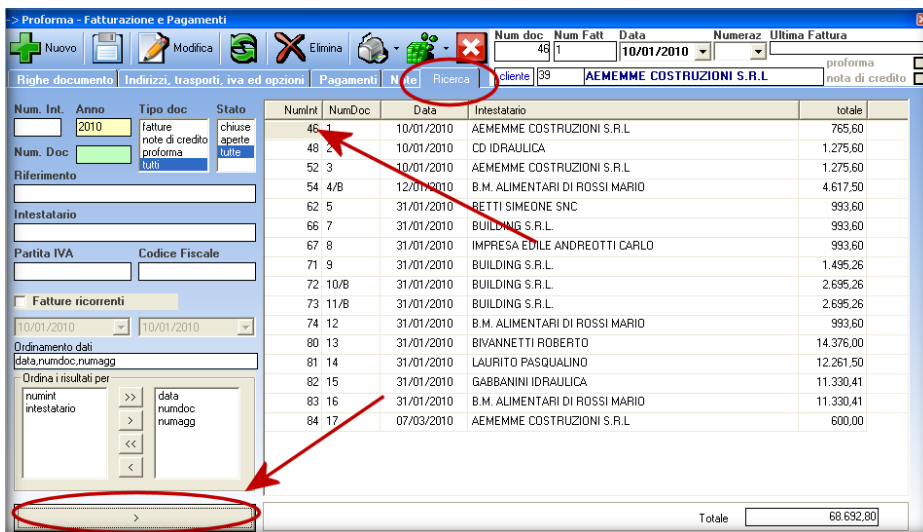 -> Proforma - Fatturazione e Pagamenti
Nuovo Modifica Elimina
Num doc Num Fatt Data Numeraz Ultima Fattura
46 1 10/01/2010
proforma
cliente 39 AEMEMME COSTRUZIONI S.R.L nota di credito
Righe documento Indirizzi, trasporti, iva ed opzioni Pagamenti Note Ricerca
Num. Int. Anno Tipo doc Stato
2010 fatture chiuse
note di credito aperte
Num. Doc proforma tutte
tutti
Riferimento
Intestatario
Partita IVA Codice Fiscale
Fatture ricorrenti
10/01/2010 10/01/2010
Ordinamento dati
data,numdoc,numagg
Ordina i risultati per
numint >> data
intestatario numdoc
> numagg
<<
<
>
NumInt NumDoc Data Intestatario totale
46 1 10/01/2010 AEMEMME COSTRUZIONI S.R.L 765,60
48 2 10/01/2010 CD IDRAULICA 1.275,60
52 3 10/01/2010 AEMEMME COSTRUZIONI S.R.L 1.275,60
54 4/B 12/01/2010 B.M. ALIMENTARI DI ROSSI MARIO 4.617,50
62 5 31/01/2010 BETTI SIMEONE SNC 993,60
66 7 31/01/2010 BUILDING S.R.L. 993,60
67 8 31/01/2010 IMPRESA EDILE ANDREOTTI CARLO 993,60
71 9 31/01/2010 BUILDING S.R.L. 1.495,26
72 10/B 31/01/2010 BUILDING S.R.L. 2.695,26
73 11/B 31/01/2010 BUILDING S.R.L. 2.695,26
74 12 31/01/2010 B.M. ALIMENTARI DI ROSSI MARIO 993,60
80 13 31/01/2010 BIVANNETTI ROBERTO 14.376,00
81 14 31/01/2010 LAURITO PASQUALINO 12.261,50
82 15 31/01/2010 GABBANINI IDRAULICA 11.330,41
83 16 31/01/2010 B.M. ALIMENTARI DI ROSSI MARIO 11.330,41
84 17 07/03/2010 AEMEMME COSTRUZIONI S.R.L 600,00
Totale 68.692,80